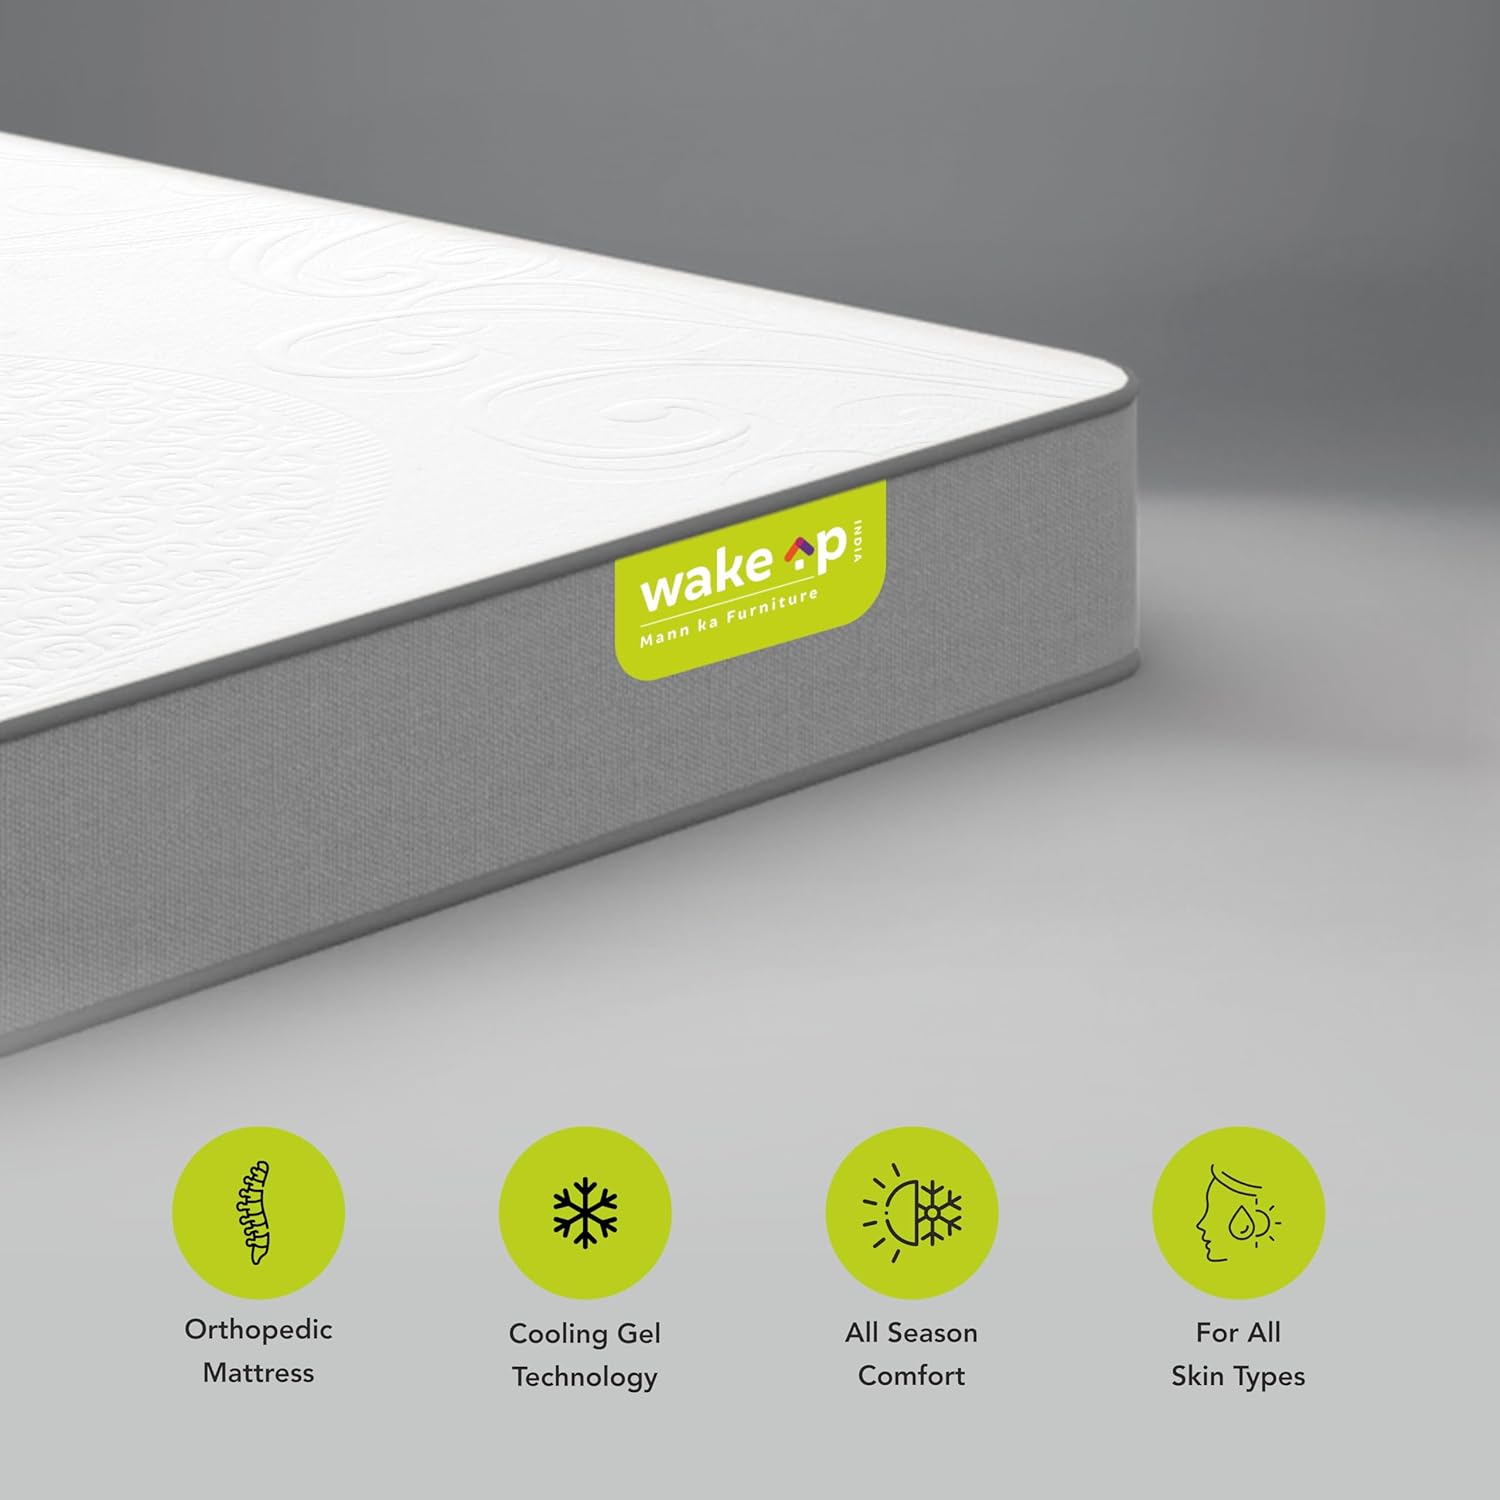 wake up
INDIA
Mann ka Furniture
Orthopedic
Mattress
Cooling Gel
Technology
All Season
Comfort
For All
Skin Types